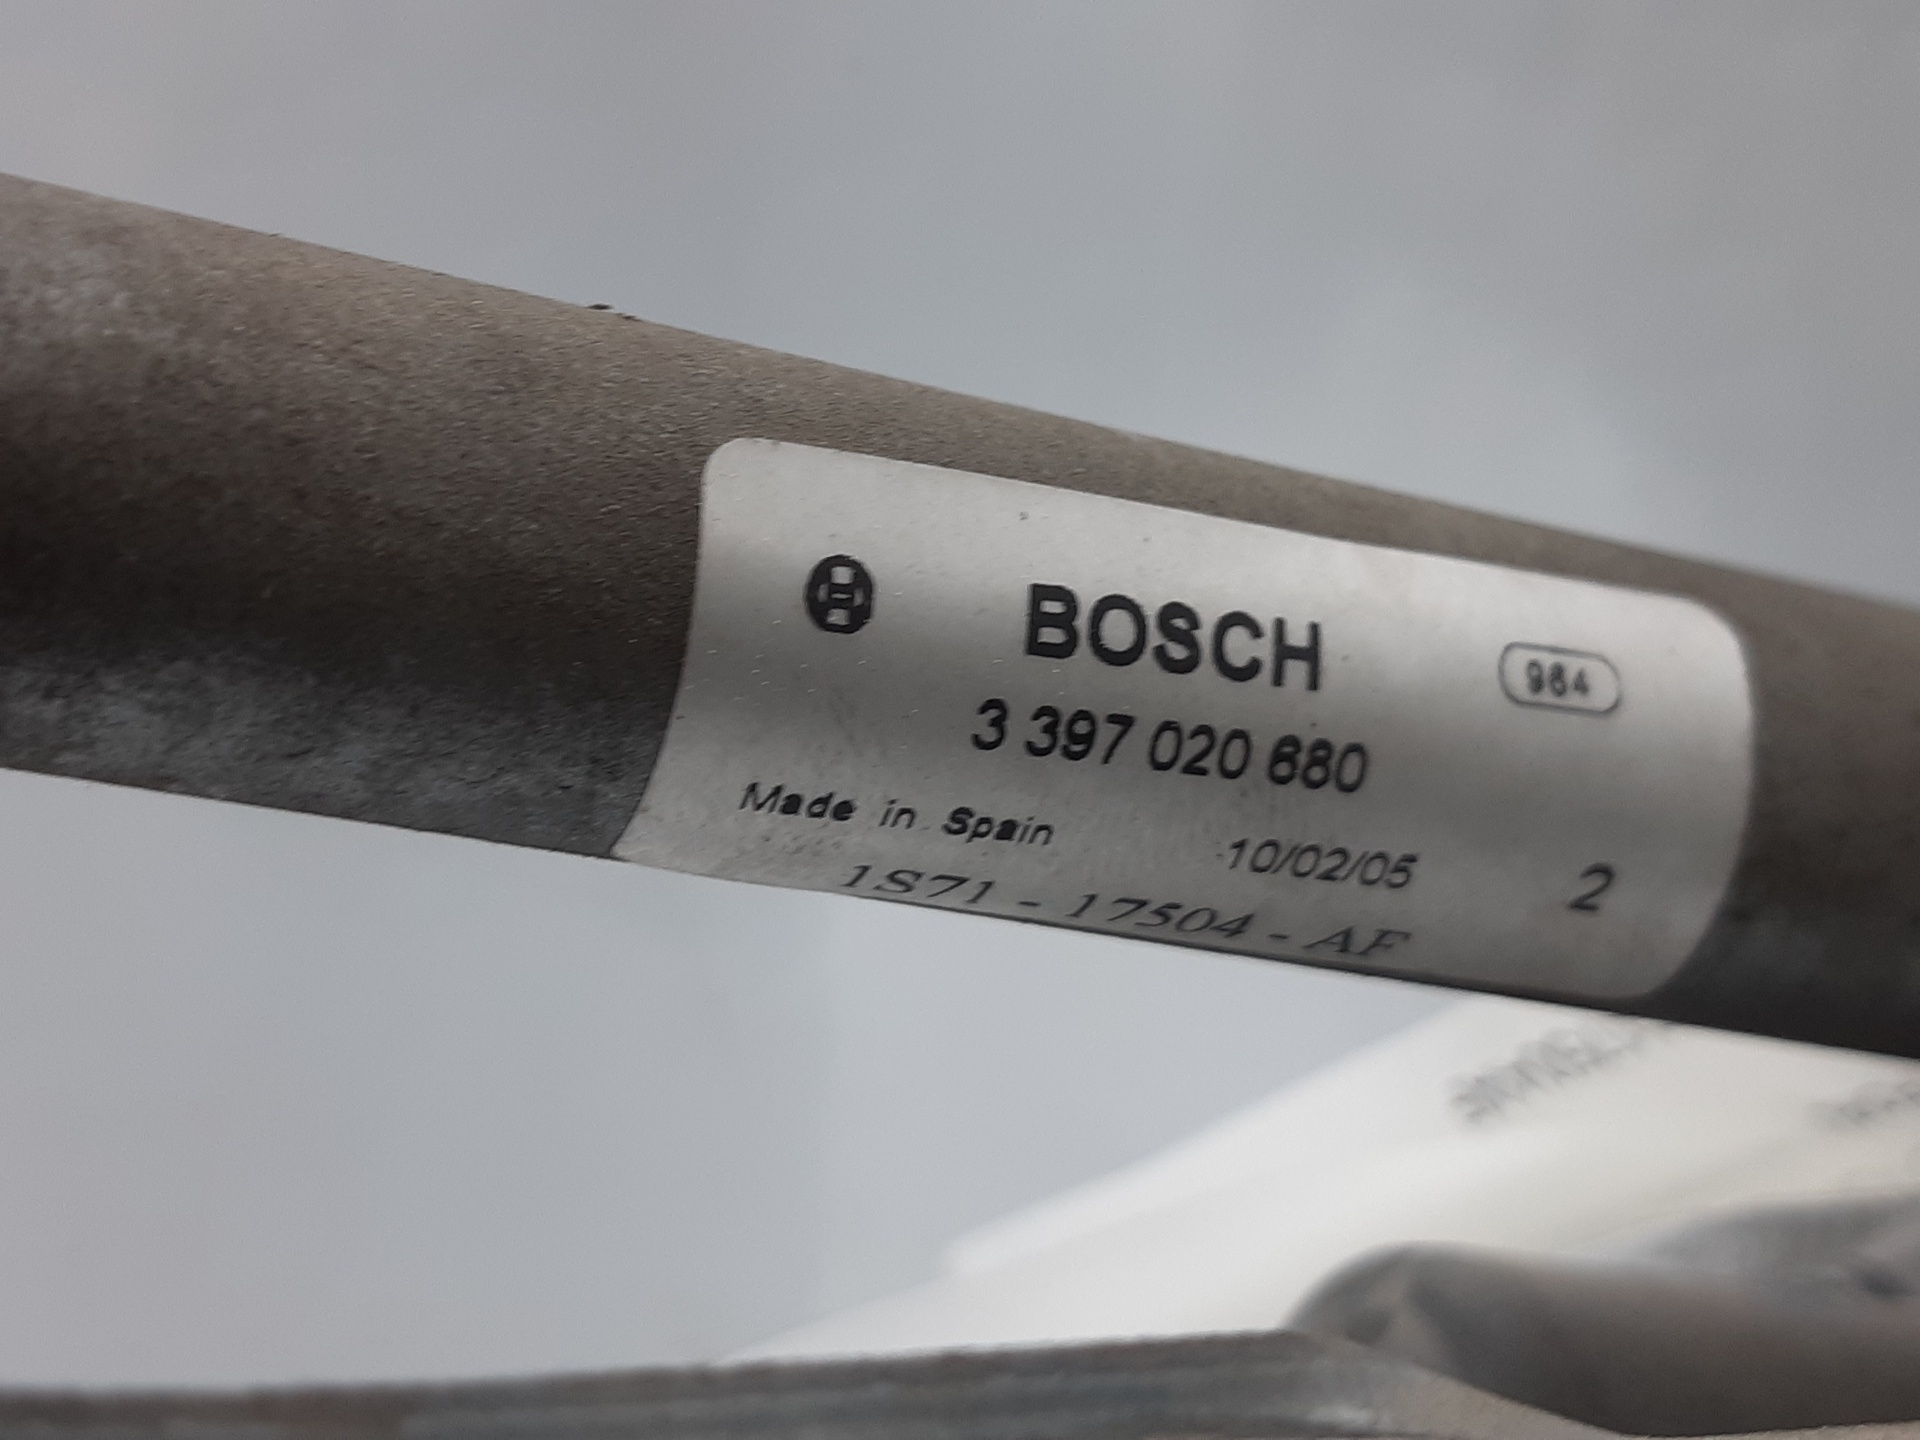 BOSCH
984
3 397 020 680
Made in Spain
10/02/05
2
1S71 - 17504 - AF